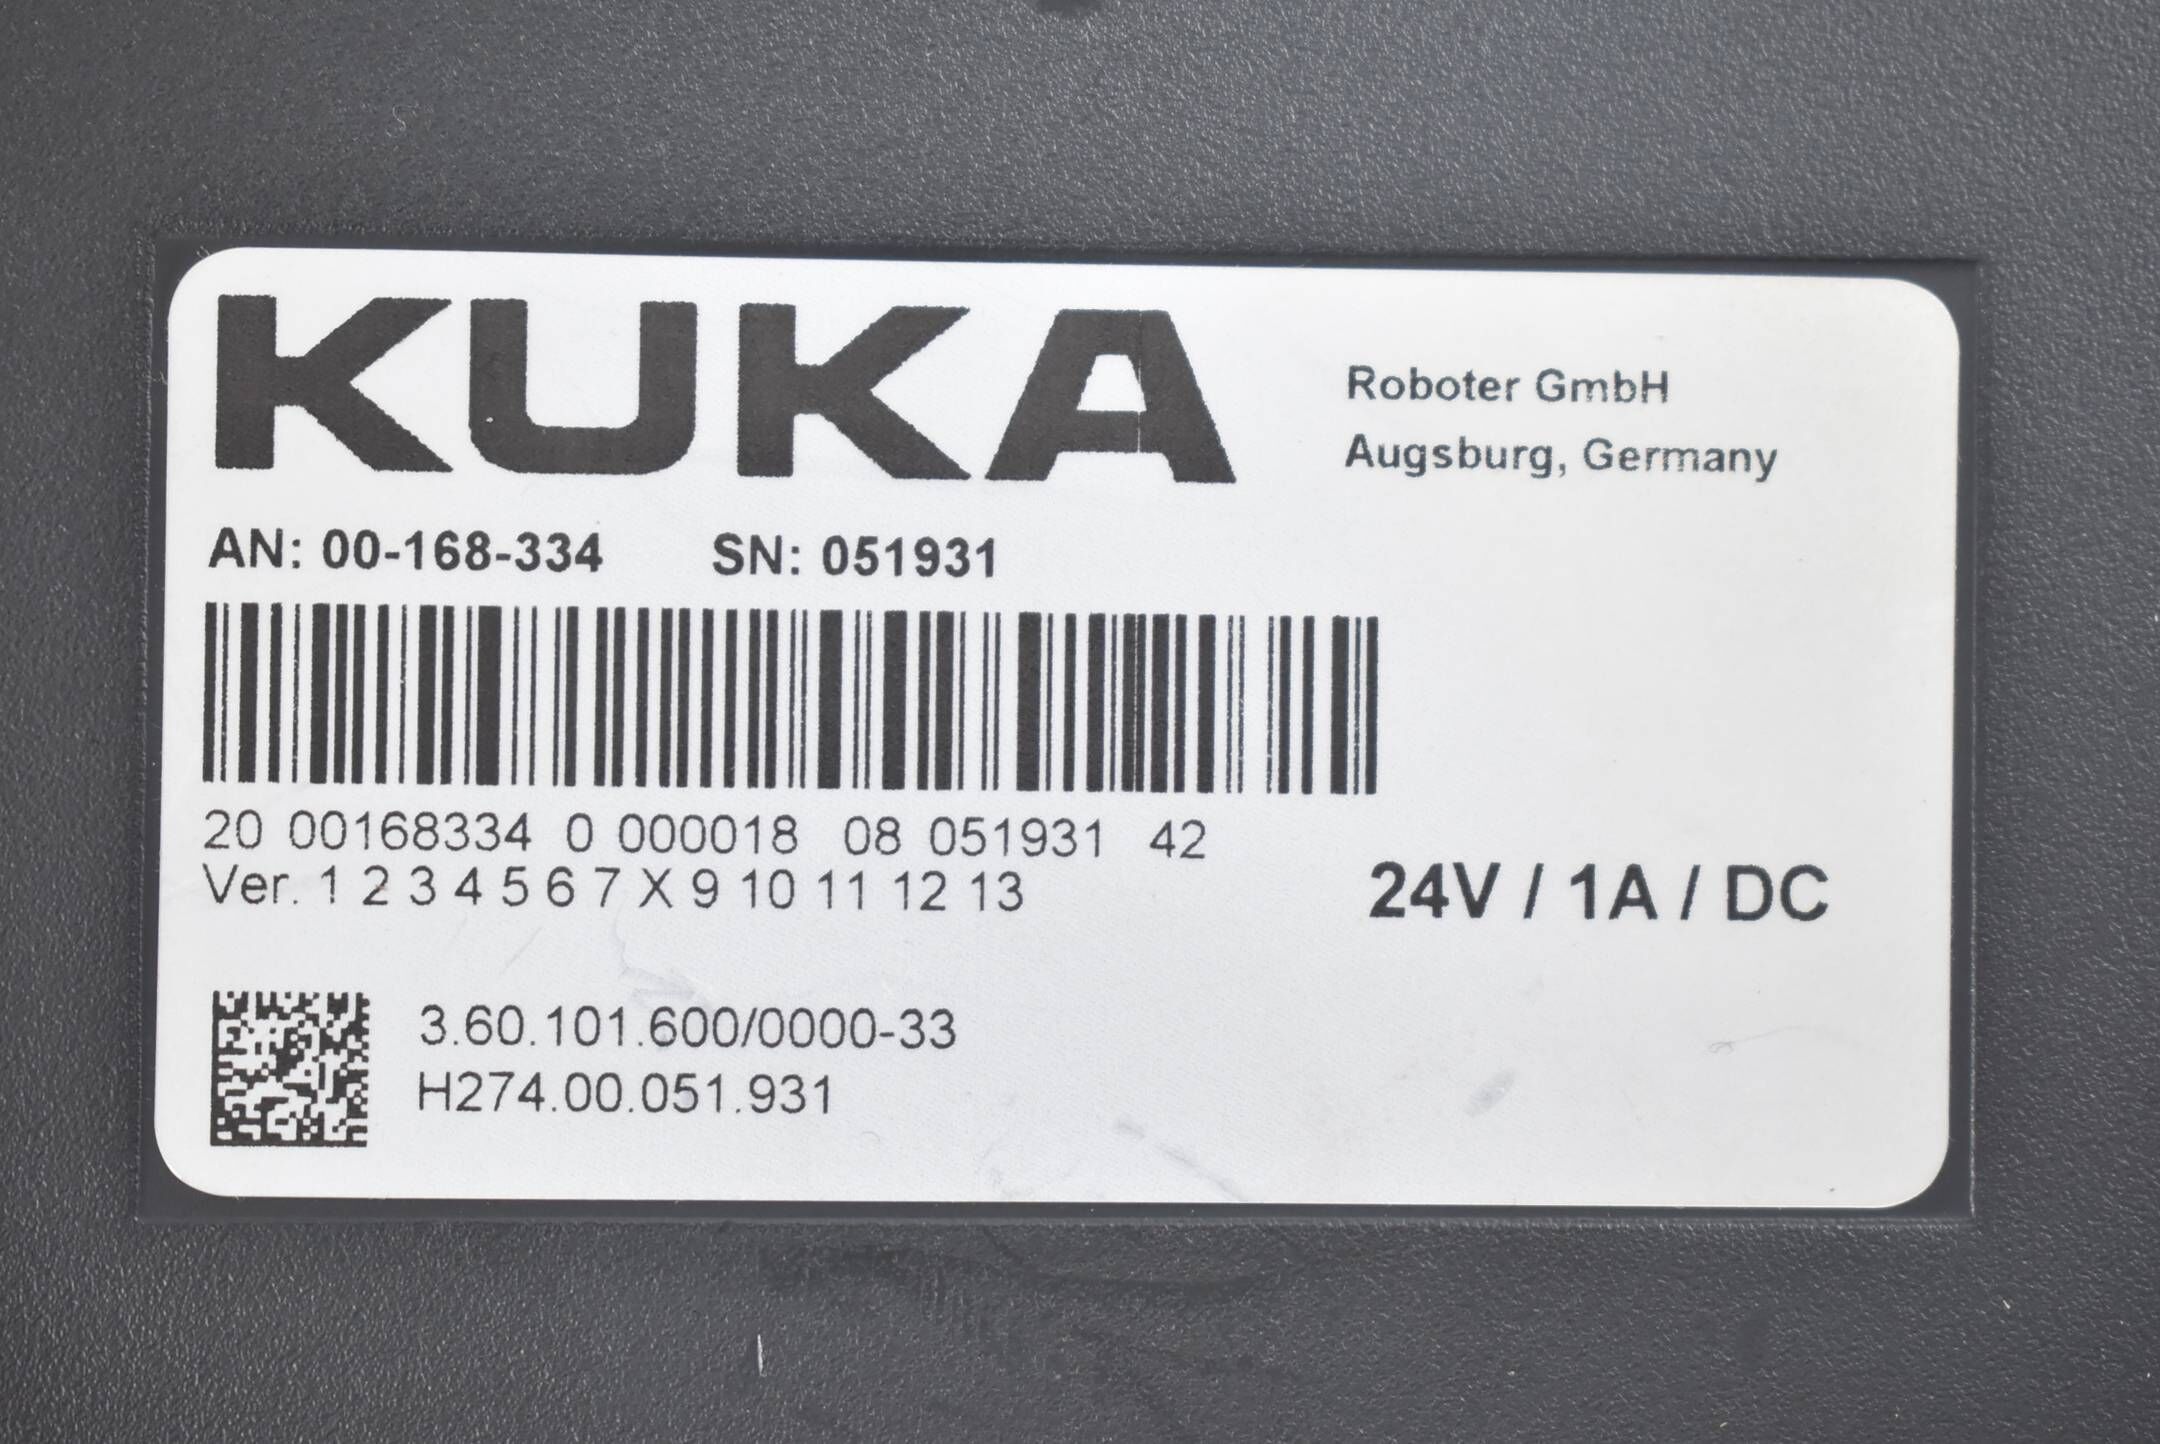 KUKA
Roboter GmbH
Augsburg, Germany
AN: 00-168-334 SN: 051931
20 00168334 0 000018 08 051931 42
Ver. 1 2 3 4 5 6 7 X 9 10 11 12 13
24V / 1A / DC
3.60.101.600/0000-33
H274.00.051.931